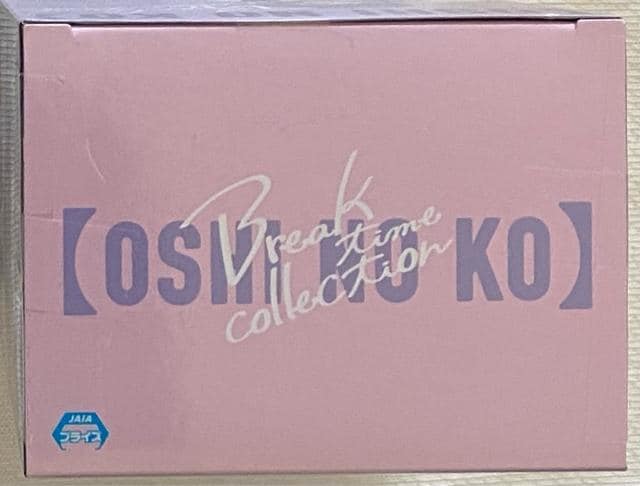 【OSHI NO KO】
Break
time
collection
JAIA
プライズ